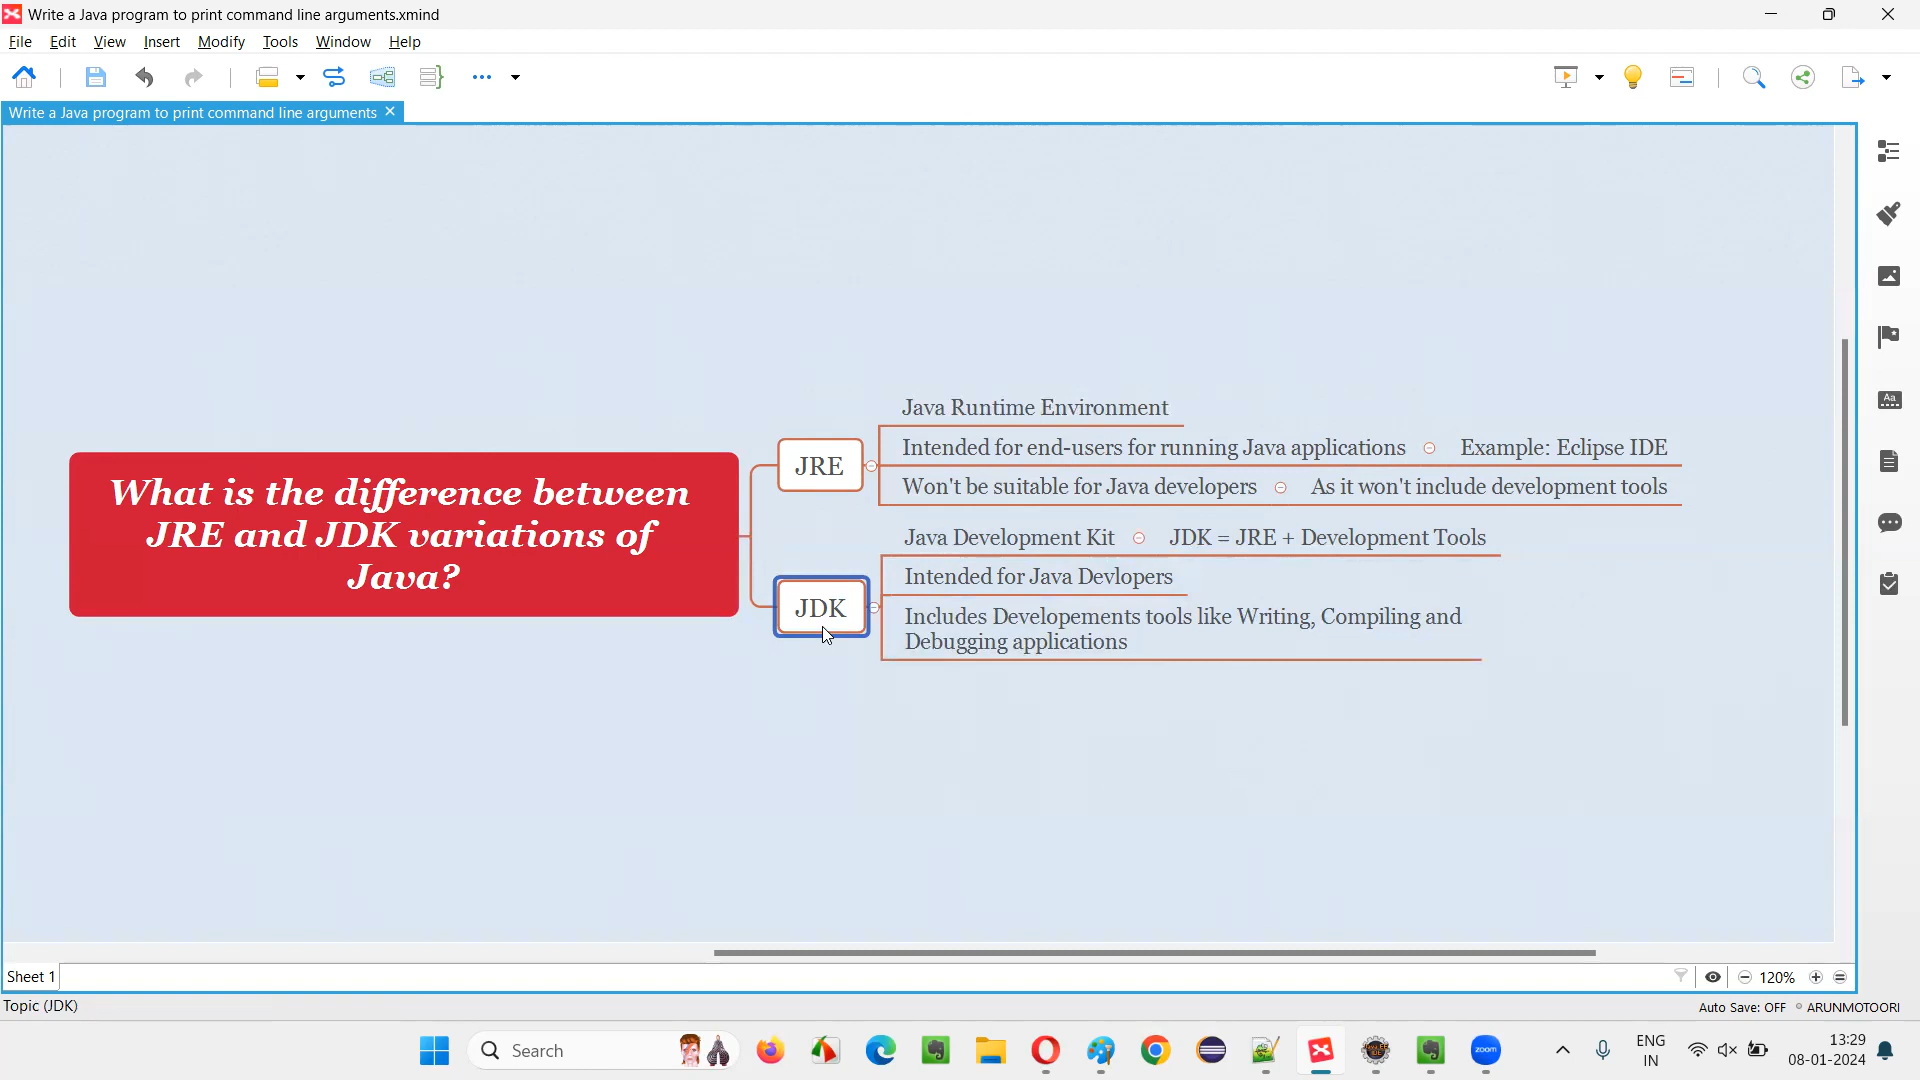 Write a Java program to print command line arguments.xmind
File Edit View Insert Modify Tools Window Help
Write a Java program to print command line arguments
What is the difference between
JRE and JDK variations of
Java?
JRE
Java Runtime Environment
Intended for end-users for running Java applications Example: Eclipse IDE
Won't be suitable for Java developers As it won't include development tools
JDK
Java Development Kit JDK = JRE + Development Tools
Intended for Java Devlopers
Includes Developements tools like Writing, Compiling and
Debugging applications
Sheet 1
120%
Topic (JDK)
Auto Save: OFF ARUNMOTOORI
Search
zoom
ENG
IN
13:29
08-01-2024